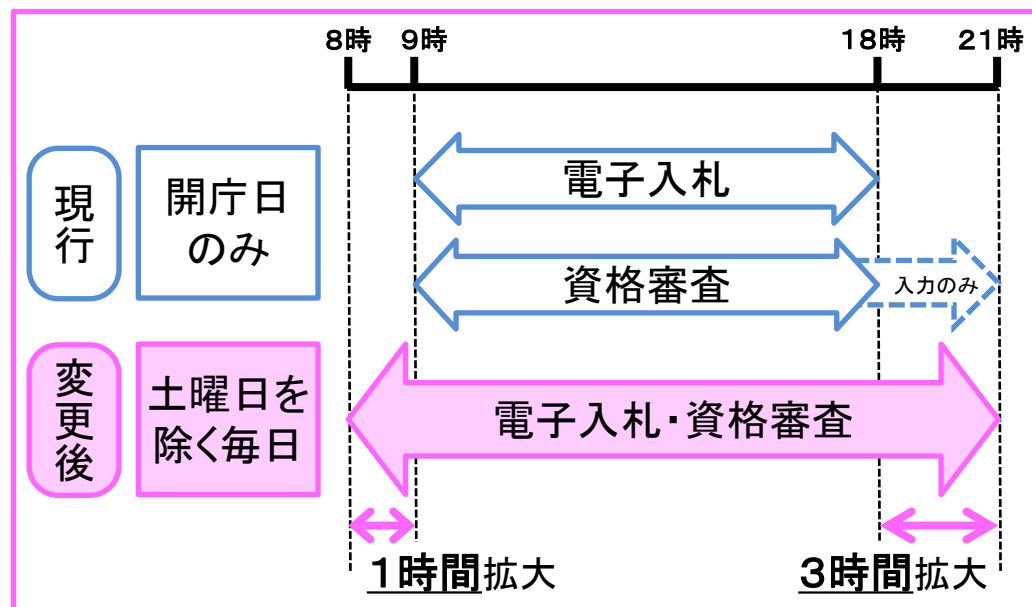 8時 9時 18時 21時
現行
開庁日
のみ
電子入札
資格審査
入力のみ
変更後
土曜日を
除く毎日
電子入札・資格審査
1時間拡大
3時間拡大